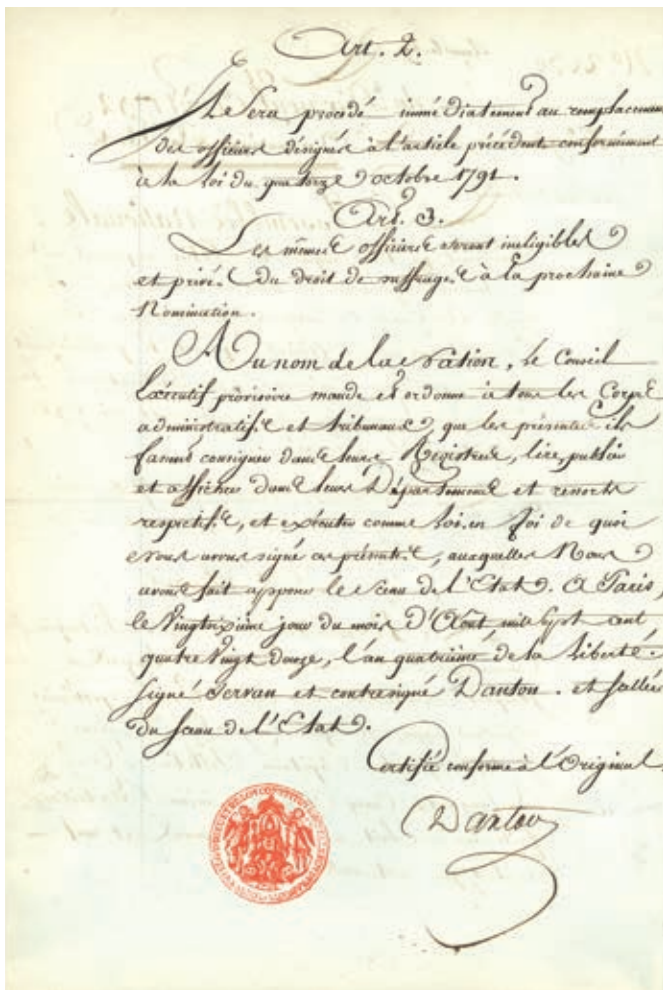 Art. 2.
Il Sera procédé immédiatement au remplacement
des officiers désignés à l'article précédent conformément
à la Loi du quatorze octobre 1791.
Art. 3.
Les mêmes officiers seront inéligibles
et privés du droit de suffrage à la prochaine
Nomination.
Au nom de la Nation, le Conseil
Exécutif provisoire mande et ordonne à tous les Corps
administratifs et tribunaux que les présentes ils
fassent consigner dans leurs Registres, lire, publier
et afficher dans leurs Départements et ressorts
respectifs, et exécuter comme Loi. en foi de quoi
Nous avons signé ces présentes, auxquelles Nous
avons fait apposer le sceau de l'Etat. A Paris,
le Vingt jour du mois d'Août, mil Sept cent
quatre Vingt douze, l'an quatrième de la Liberté.
Signé Servan et contresigné Danton. et scellé
du Sceau de l'Etat.
Certifié conforme à l'Original.
Danton